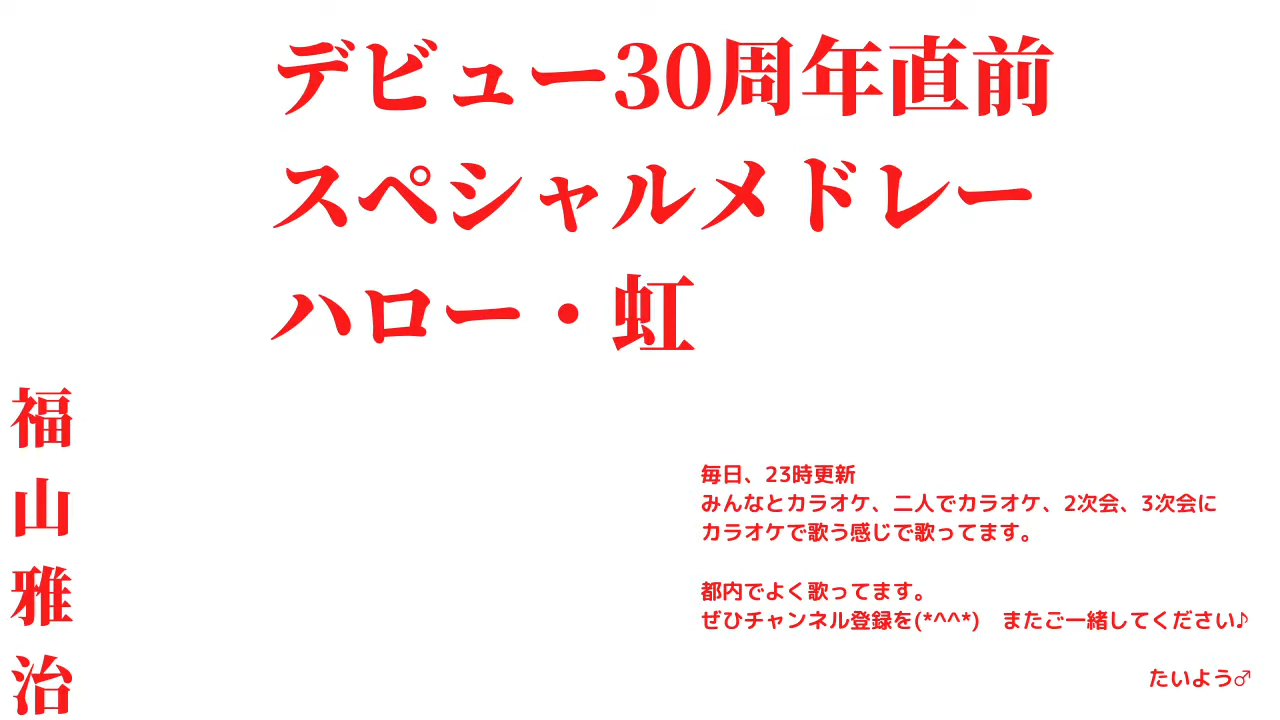 デビュー30周年直前
スペシャルメドレー
ハロー・虹
福山雅治
毎日、23時更新
みんなとカラオケ、二人でカラオケ、2次会、3次会に
カラオケで歌う感じで歌ってます。
都内でよく歌ってます。
ぜひチャンネル登録を(*^^*)　またご一緒してください♪
たいよう♂